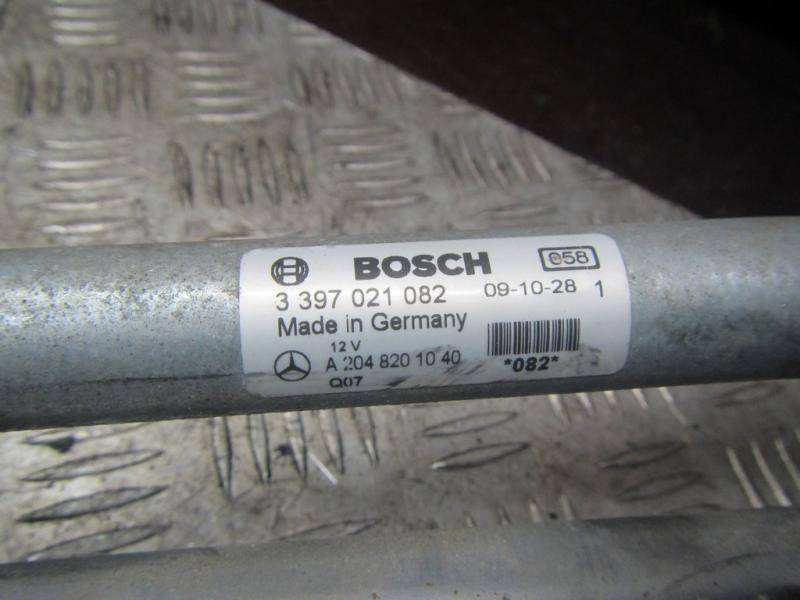 BOSCH 058
3 397 021 082 09-10-28 1
Made in Germany
12 V
A 204 820 10 40 *082*
Q07